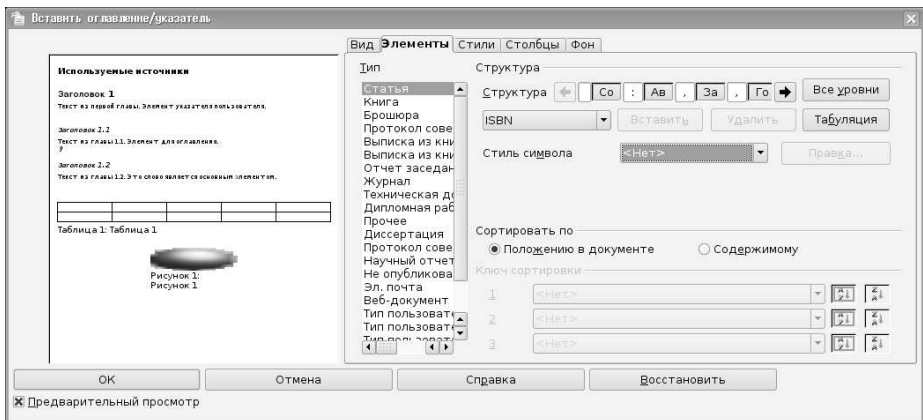 Вставить оглавление/указатель
Вид Элементы Стили Столбцы Фон
Используемые источники
Заголовок 1
Текст из первой главы. Элемент указателя пользователя.
Заголовок 1.1
Текст из главы 1.1. Элемент для оглавления.
Заголовок 1.2
Текст из главы 1.2. Это слово является основным элементом.
Таблица 1: Таблица 1
Рисунок 1:
Рисунок 1
Тип
Статья
Книга
Брошюра
Протокол сове
Выписка из кни
Выписка из кни
Отчет заседан
Журнал
Техническая до
Дипломная раб
Прочее
Диссертация
Протокол сове
Научный отчет
Не опубликова
Эл. почта
Веб-документ
Тип пользовате
Тип пользовате
Тип пользовате
Структура
Структура Со : Ав , За , Го Все уровни
ISBN Вставить Удалить Табуляция
Стиль символа <Нет> Правка...
Сортировать по
Положению в документе Содержимому
Ключ сортировки
1 <Нет>
2 <Нет>
3 <Нет>
ОК Отмена Справка Восстановить
Предварительный просмотр